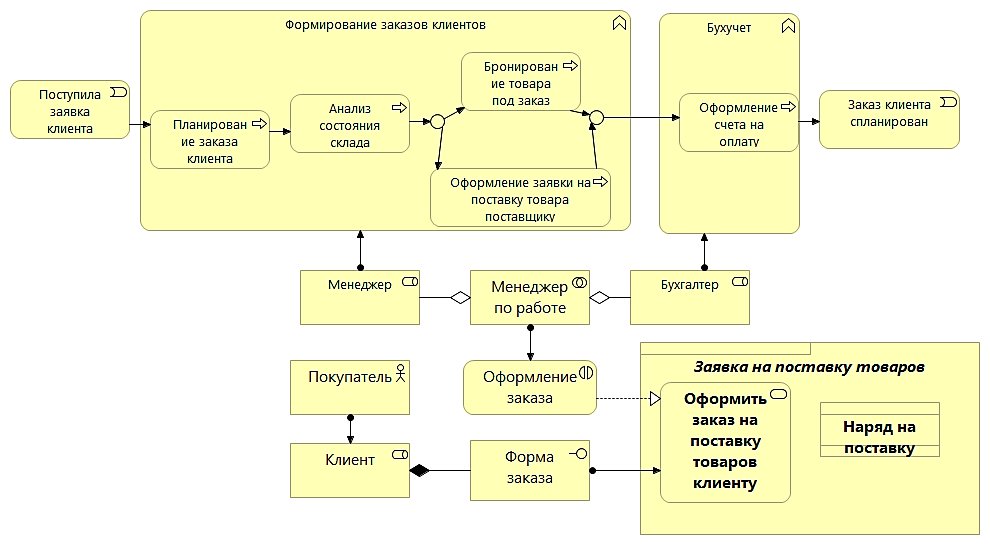 Формирование заказов клиентов
Бухучет
Поступила
заявка
клиента
Планирован
ие заказа
клиента
Анализ
состояния
склада
Бронирован
ие товара
под заказ
Оформление заявки на
поставку товара
поставщику
Оформление
счета на
оплату
Заказ клиента
спланирован
Менеджер
Менеджер
по работе
Бухгалтер
Покупатель
Оформление
заказа
Клиент
Форма
заказа
Заявка на поставку товаров
Оформить
заказ на
поставку
товаров
клиенту
Наряд на
поставку